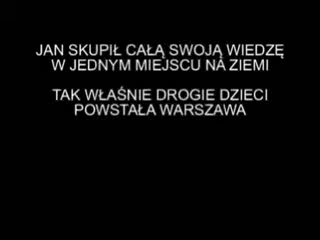 JAN SKUPIŁ CAŁĄ SWOJĄ WIEDZĘ
W JEDNYM MIEJSCU NA ZIEMI
TAK WŁAŚNIE DROGIE DZIECI
POWSTAŁA WARSZAWA